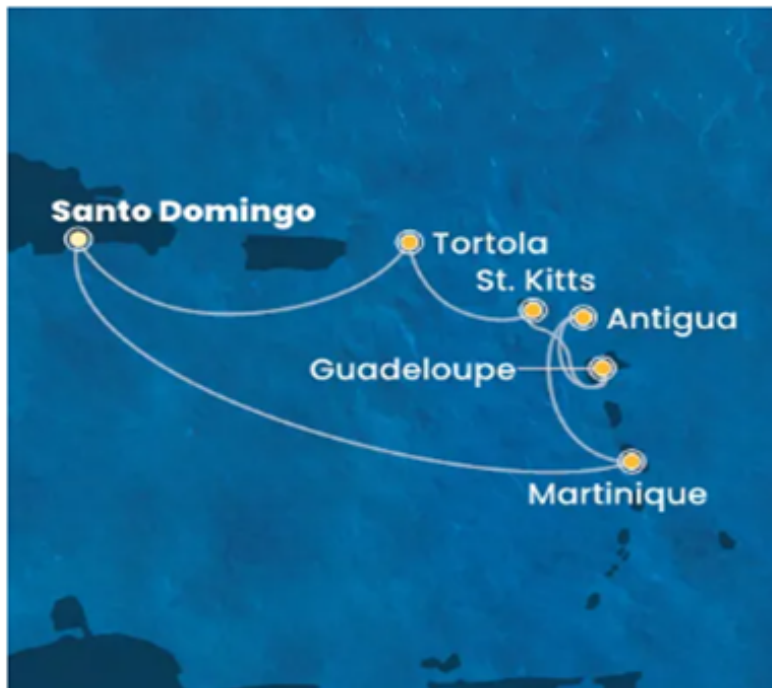 Santo Domingo
Tortola
St. Kitts
Antigua
Guadeloupe
Martinique